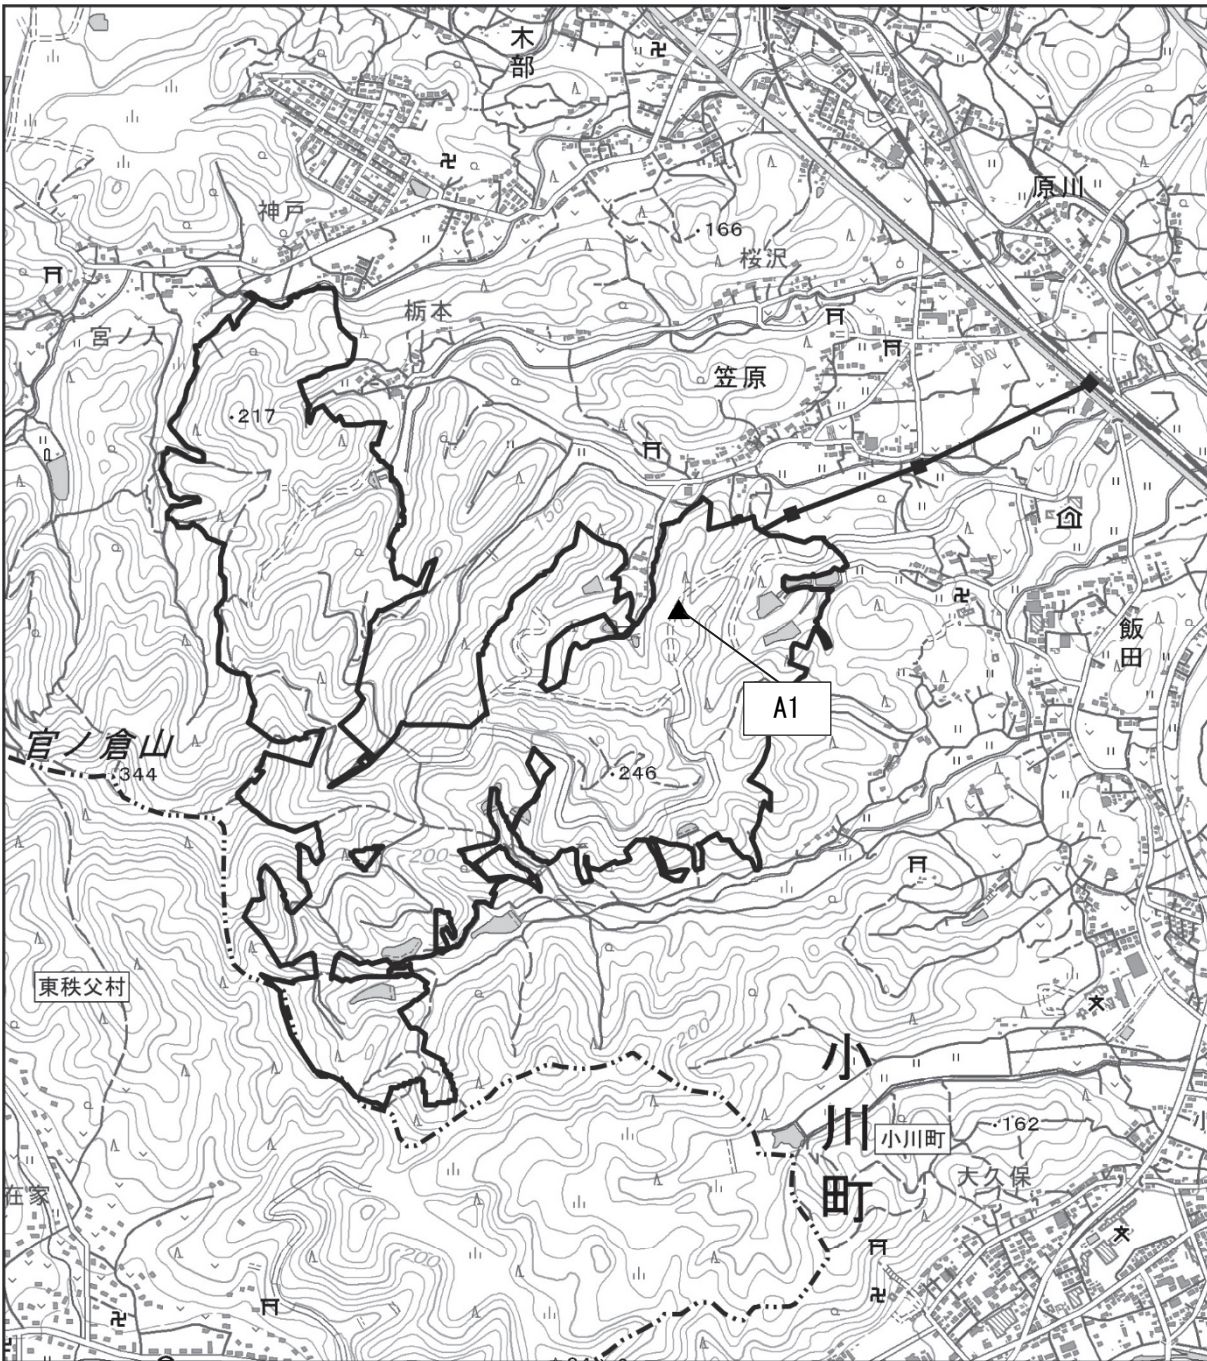 木部
神戸
166
原川
桜沢
栃本
宮ノ入
笠原
217
150
飯田
A1
官ノ倉山
344
246
200
東秩父村
200
小川町
小川町
162
大久保
在家
200